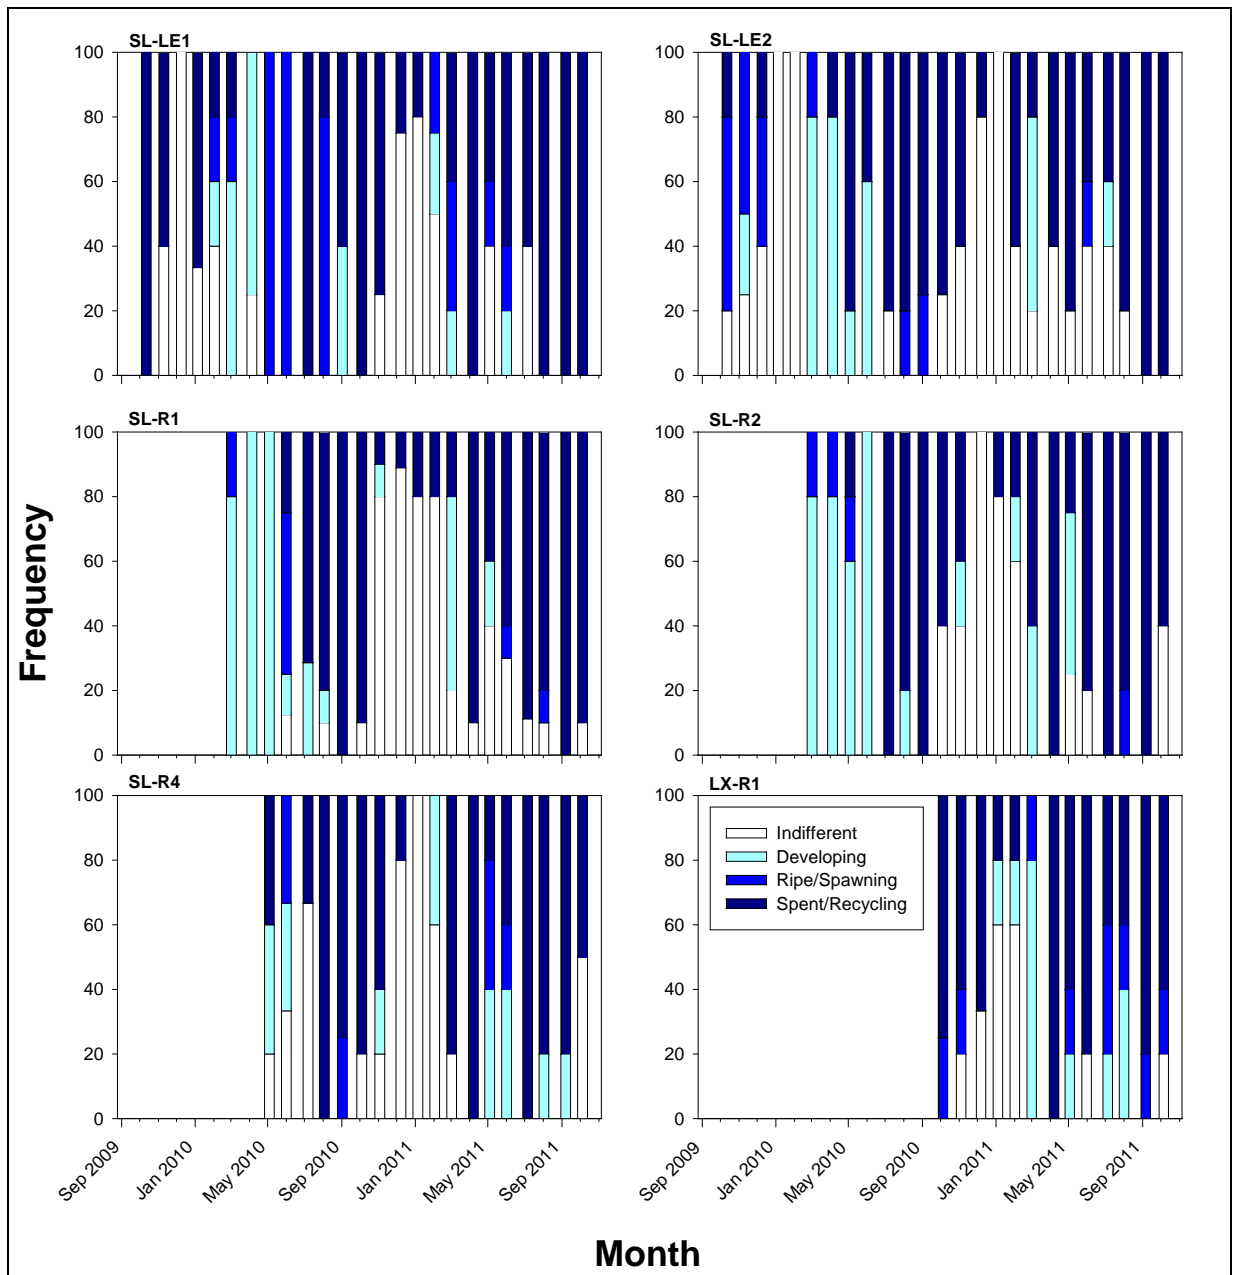 SL-LE1
SL-LE2
100
80
60
40
20
0
100
80
60
40
20
0
SL-R1
SL-R2
100
80
60
40
20
0
100
80
60
40
20
0
SL-R4
LX-R1
100
80
60
40
20
0
100
80
60
40
20
0
Indifferent
Developing
Ripe/Spawning
Spent/Recycling
Sep 2009
Jan 2010
May 2010
Sep 2010
Jan 2011
May 2011
Sep 2011
Sep 2009
Jan 2010
May 2010
Sep 2010
Jan 2011
May 2011
Sep 2011
Frequency
Month